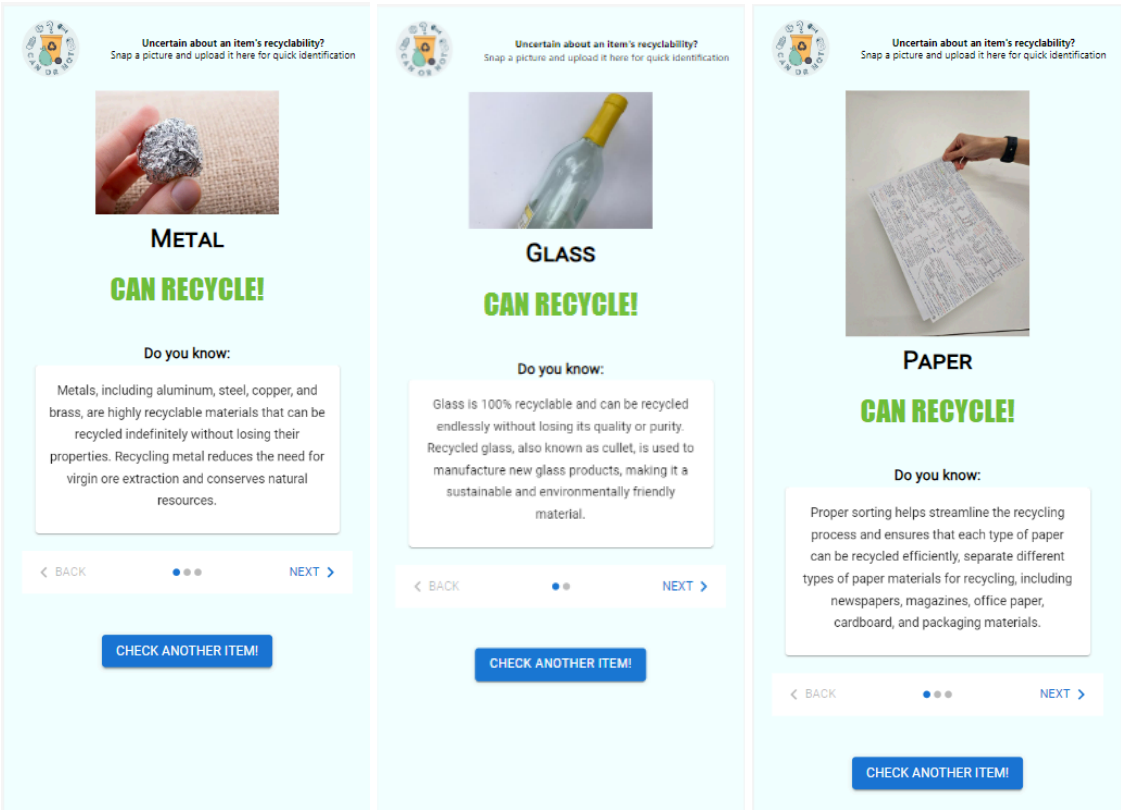 Uncertain about an item's recyclability?
Snap a picture and upload it here for quick identification
CAN OR NOT
METAL
CAN RECYCLE!
Do you know:
Metals, including aluminum, steel, copper, and
brass, are highly recyclable materials that can be
recycled indefinitely without losing their
properties. Recycling metal reduces the need for
virgin ore extraction and conserves natural
resources.
BACK
NEXT
CHECK ANOTHER ITEM!
Uncertain about an item's recyclability?
Snap a picture and upload it here for quick identification
CAN OR NOT
GLASS
CAN RECYCLE!
Do you know:
Glass is 100% recyclable and can be recycled
endlessly without losing its quality or purity.
Recycled glass, also known as cullet, is used to
manufacture new glass products, making it a
sustainable and environmentally friendly
material.
BACK
NEXT
CHECK ANOTHER ITEM!
Uncertain about an item's recyclability?
Snap a picture and upload it here for quick identification
CAN OR NOT
PAPER
CAN RECYCLE!
Do you know:
Proper sorting helps streamline the recycling
process and ensures that each type of paper
can be recycled efficiently, separate different
types of paper materials for recycling, including
newspapers, magazines, office paper,
cardboard, and packaging materials.
BACK
NEXT
CHECK ANOTHER ITEM!